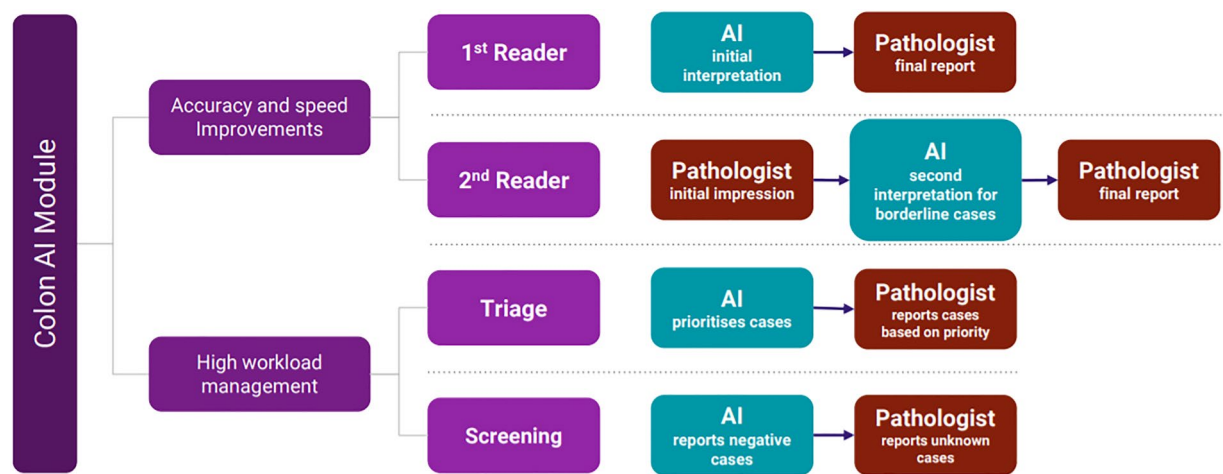 Colon AI Module
Accuracy and speed
Improvements
1st Reader
AI
initial
interpretation
Pathologist
final report
2nd Reader
Pathologist
initial impression
AI
second
interpretation for
borderline cases
Pathologist
final report
High workload
management
Triage
AI
prioritises cases
Pathologist
reports cases
based on priority
Screening
AI
reports negative
cases
Pathologist
reports unknown
cases